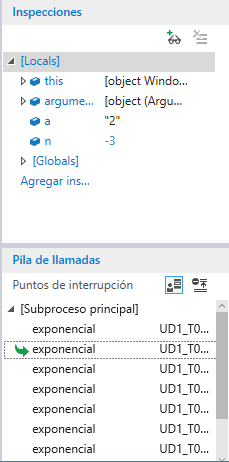 Inspecciones
[Locals]
this [object Windo...
argume... [object (Argu...
a "2"
n -3
[Globals]
Agregar ins...
Pila de llamadas
Puntos de interrupción
[Subproceso principal]
exponencial UD1_T0...
exponencial UD1_T0...
exponencial UD1_T0...
exponencial UD1_T0...
exponencial UD1_T0...
exponencial UD1_T0...
exponencial UD1_T0...